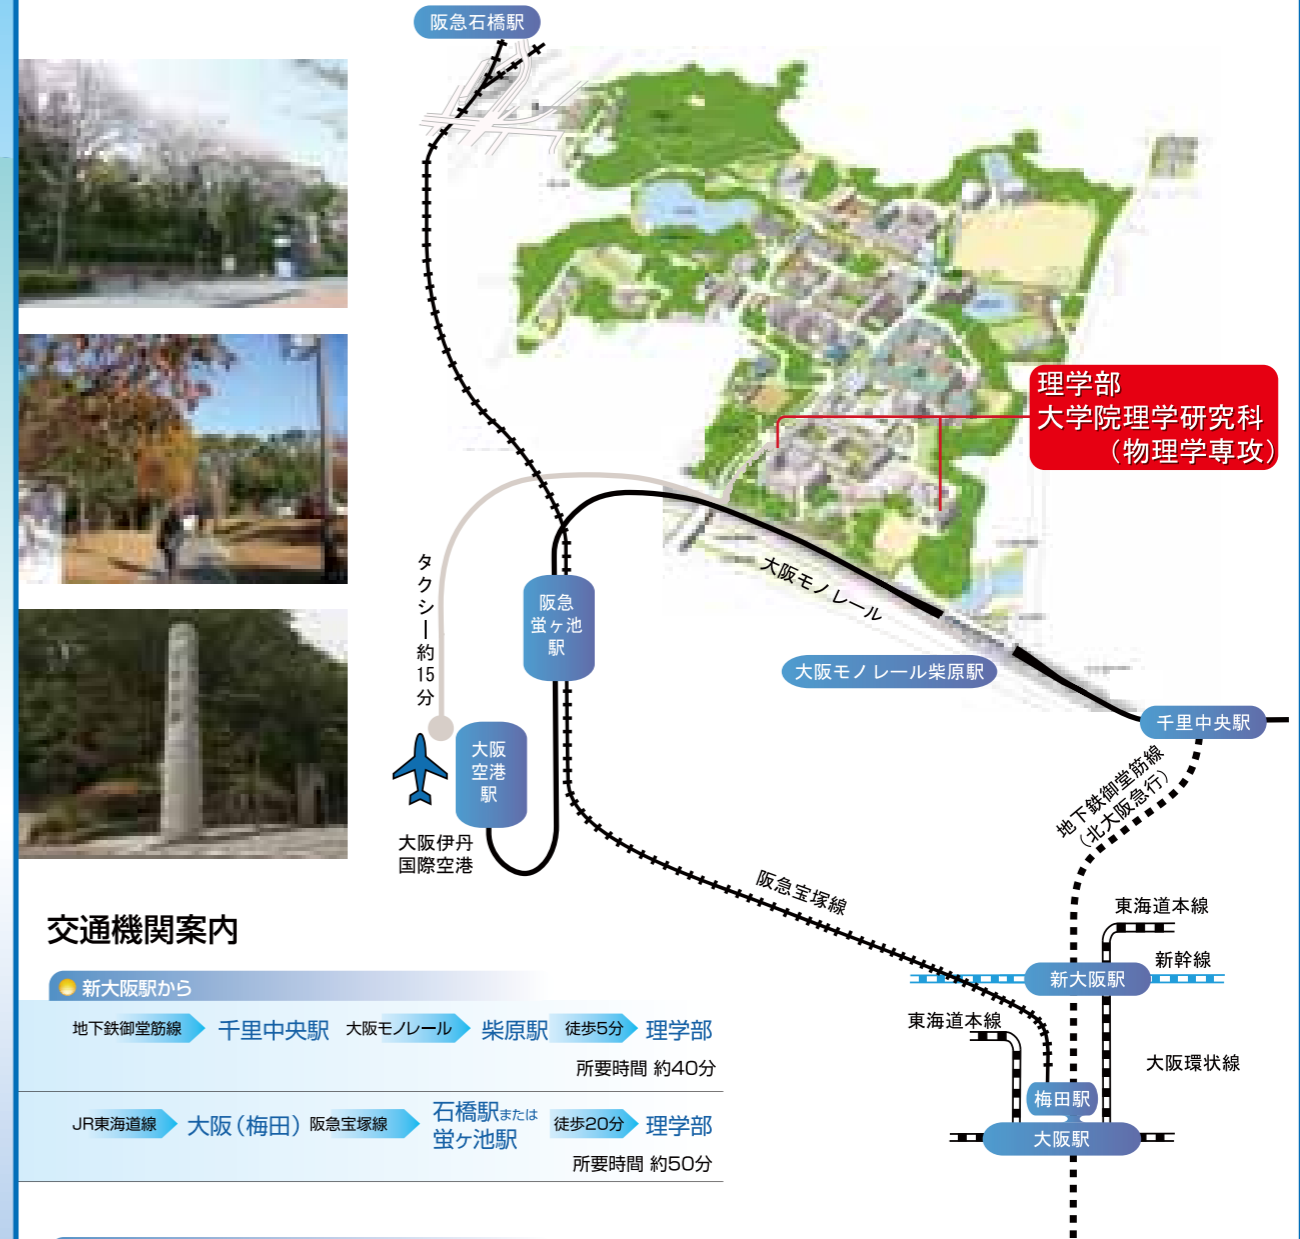 阪急石橋駅
理学部
大学院理学研究科
（物理学専攻）
タクシー約15分
阪急
蛍ヶ池
駅
大阪モノレール
大阪モノレール柴原駅
千里中央駅
大阪
空港
駅
大阪伊丹
国際空港
地下鉄御堂筋線
（北大阪急行）
阪急宝塚線
東海道本線
新幹線
新大阪駅
東海道本線
大阪環状線
梅田駅
大阪駅
交通機関案内
新大阪駅から
地下鉄御堂筋線 千里中央駅 大阪モノレール 柴原駅 徒歩5分 理学部
所要時間 約40分
JR東海道線 大阪（梅田） 阪急宝塚線 石橋駅または 徒歩20分 理学部
蛍ヶ池駅
所要時間 約50分